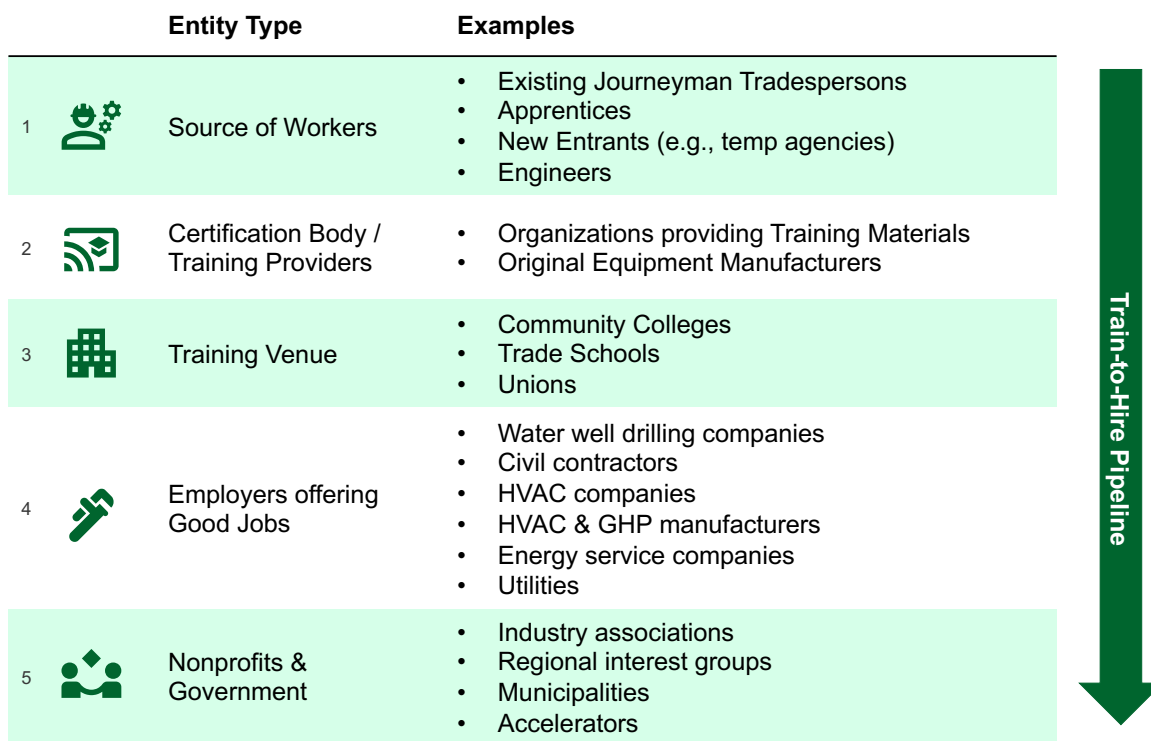 Entity Type Examples
1 Source of Workers
• Existing Journeyman Tradespersons
• Apprentices
• New Entrants (e.g., temp agencies)
• Engineers
2 Certification Body /
Training Providers
• Organizations providing Training Materials
• Original Equipment Manufacturers
3 Training Venue
• Community Colleges
• Trade Schools
• Unions
4 Employers offering
Good Jobs
• Water well drilling companies
• Civil contractors
• HVAC companies
• HVAC & GHP manufacturers
• Energy service companies
• Utilities
5 Nonprofits &
Government
• Industry associations
• Regional interest groups
• Municipalities
• Accelerators
Train-to-Hire Pipeline